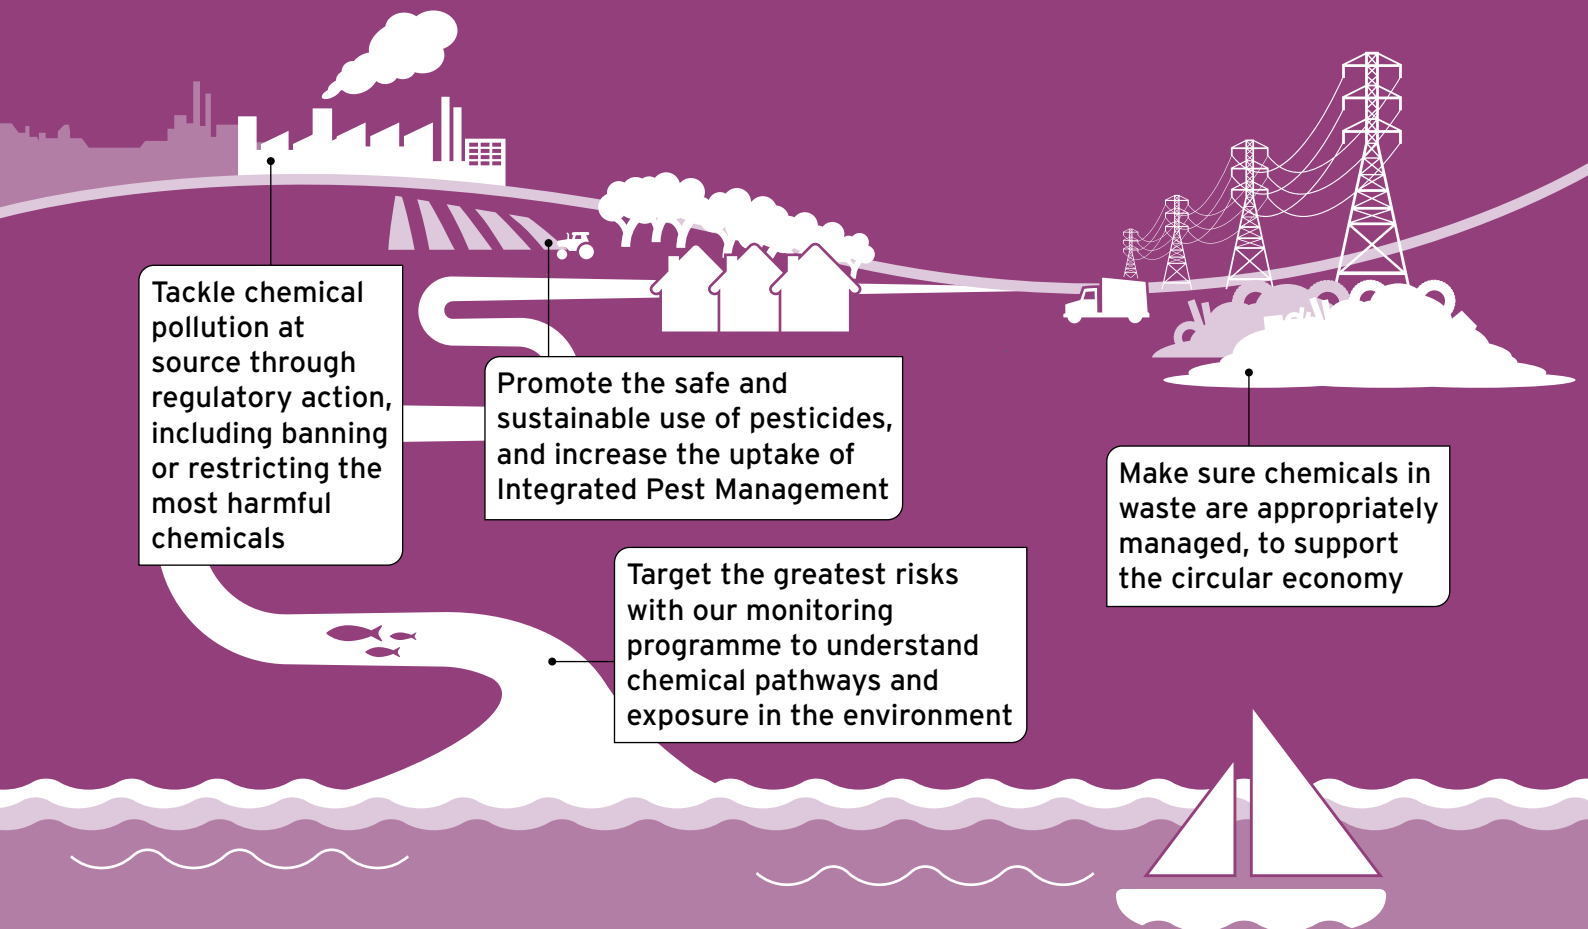 Tackle chemical
pollution at
source through
regulatory action,
including banning
or restricting the
most harmful
chemicals
Promote the safe and
sustainable use of pesticides,
and increase the uptake of
Integrated Pest Management
Make sure chemicals in
waste are appropriately
managed, to support
the circular economy
Target the greatest risks
with our monitoring
programme to understand
chemical pathways and
exposure in the environment